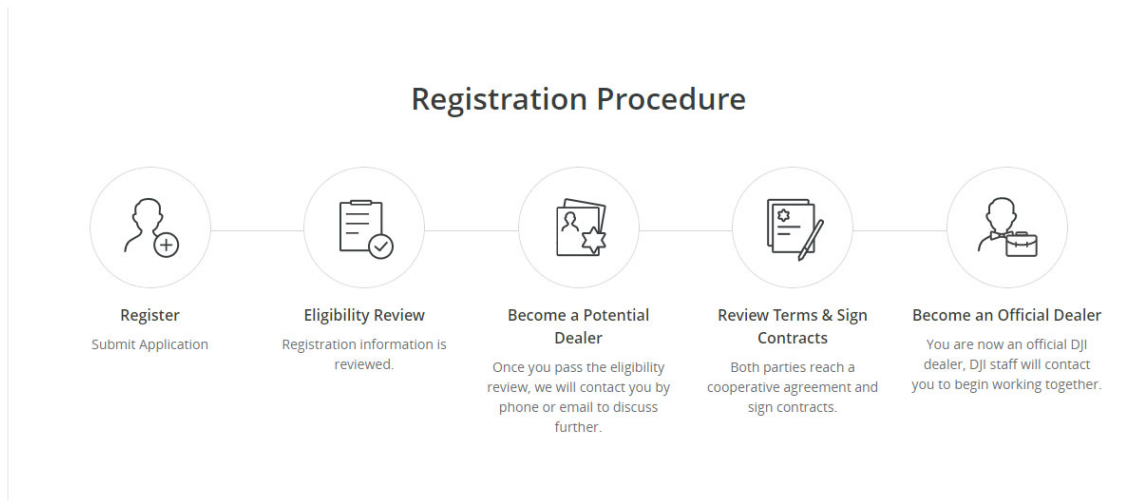 Registration Procedure
Register
Submit Application
Eligibility Review
Registration information is
reviewed.
Become a Potential
Dealer
Once you pass the eligibility
review, we will contact you by
phone or email to discuss
further.
Review Terms & Sign
Contracts
Both parties reach a
cooperative agreement and
sign contracts.
Become an Official Dealer
You are now an official DJI
dealer, DJI staff will contact
you to begin working together.